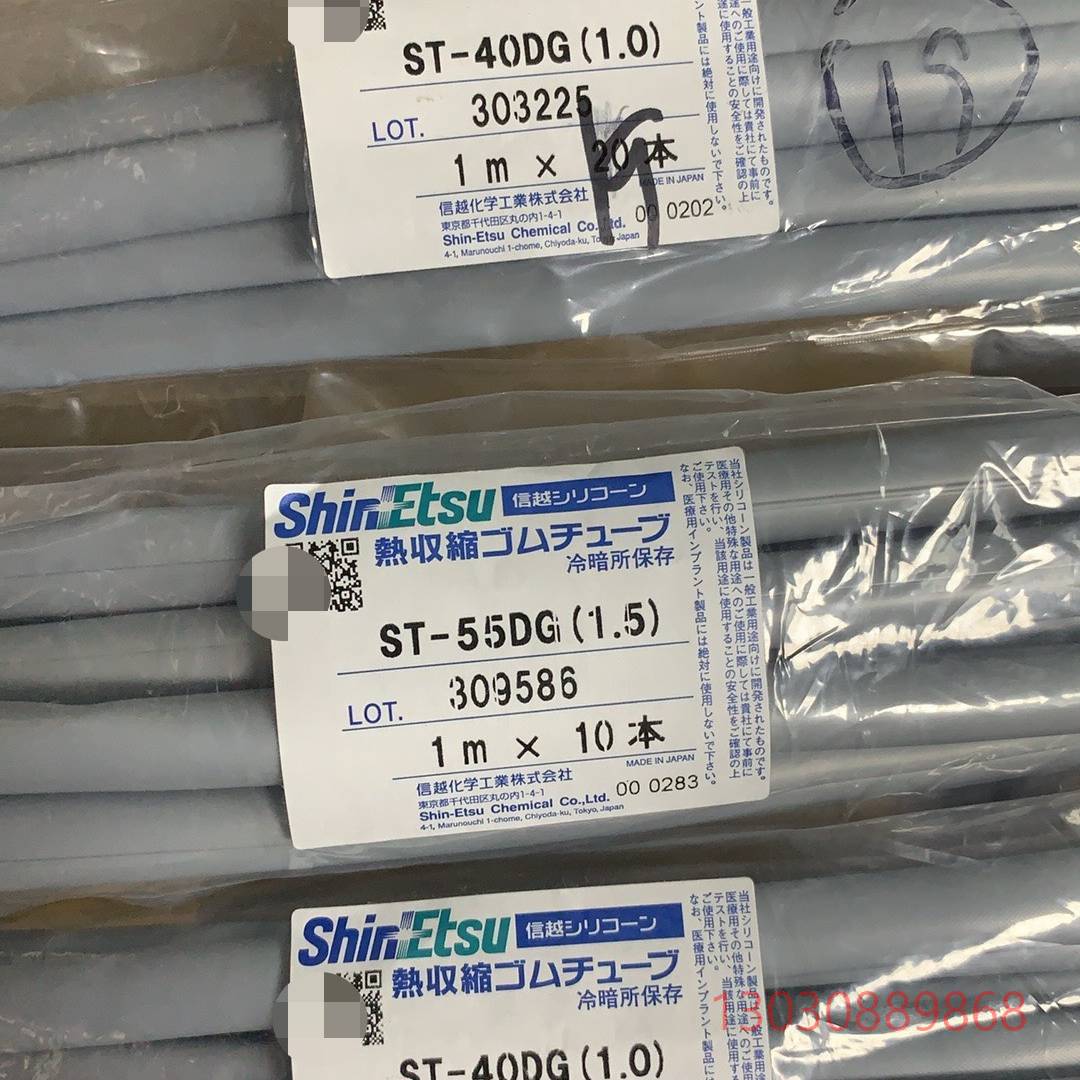 ST-40DG(1.0)
LOT. 303225
1m × 20本
MADE IN JAPAN
信越化学工業株式会社
東京都千代田区丸の内1-4-1
Shin-Etsu Chemical Co.,Ltd.
4-1, Marunouchi 1-chome, Chiyoda-ku, Tokyo, Japan
00 0202
15
Shin-Etsu 信越シリコーン
熱収縮ゴムチューブ
冷暗所保存
ST-55DG(1.5)
LOT. 309586
1m × 10本
MADE IN JAPAN
信越化学工業株式会社
東京都千代田区丸の内1-4-1
Shin-Etsu Chemical Co.,Ltd.
4-1, Marunouchi 1-chome, Chiyoda-ku, Tokyo, Japan
00 0283
当社シリコーン製品は一般工業用途向けに開発されたものです。
医療用その他特殊な用途へのご使用に際しては貴社にて事前に
テストを行い、当該用途に使用することの安全性をご確認の上
ご使用下さい。
なお、医療用インプラント製品には絶対に使用しないで下さい。
Shin-Etsu 信越シリコーン
熱収縮ゴムチューブ
冷暗所保存
ST-40DG(1.0)
13030889868